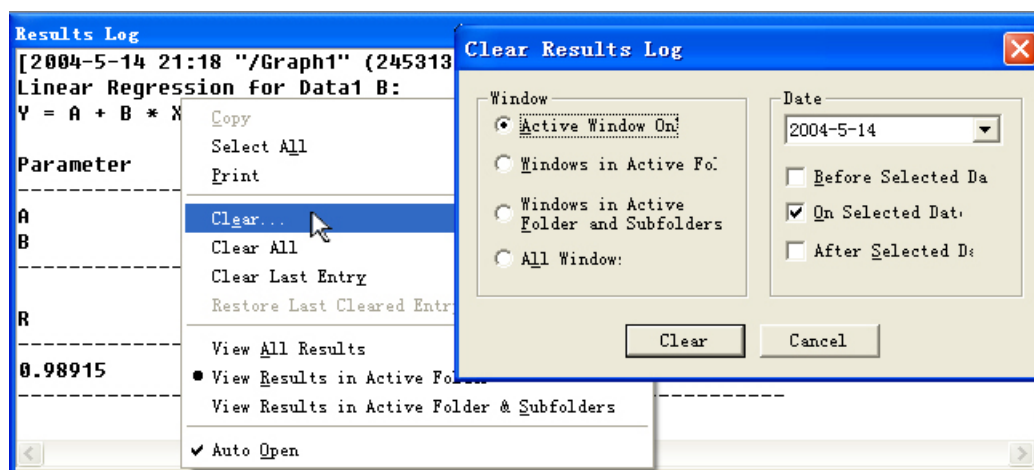 Results Log
[2004-5-14 21:18 "/Graph1" (245313
Linear Regression for Data1 B:
Y = A + B * X
Parameter
A
B
R
0.98915
Copy
Select All
Print
Clear...
Clear All
Clear Last Entry
Restore Last Cleared Entry
View All Results
View Results in Active Folder
View Results in Active Folder & Subfolders
Auto Open
Clear Results Log
Window
Active Window On
Windows in Active Fo
Windows in Active
Folder and Subfolders
All Window
Date
2004-5-14
Before Selected Da
On Selected Dat
After Selected Da
Clear
Cancel